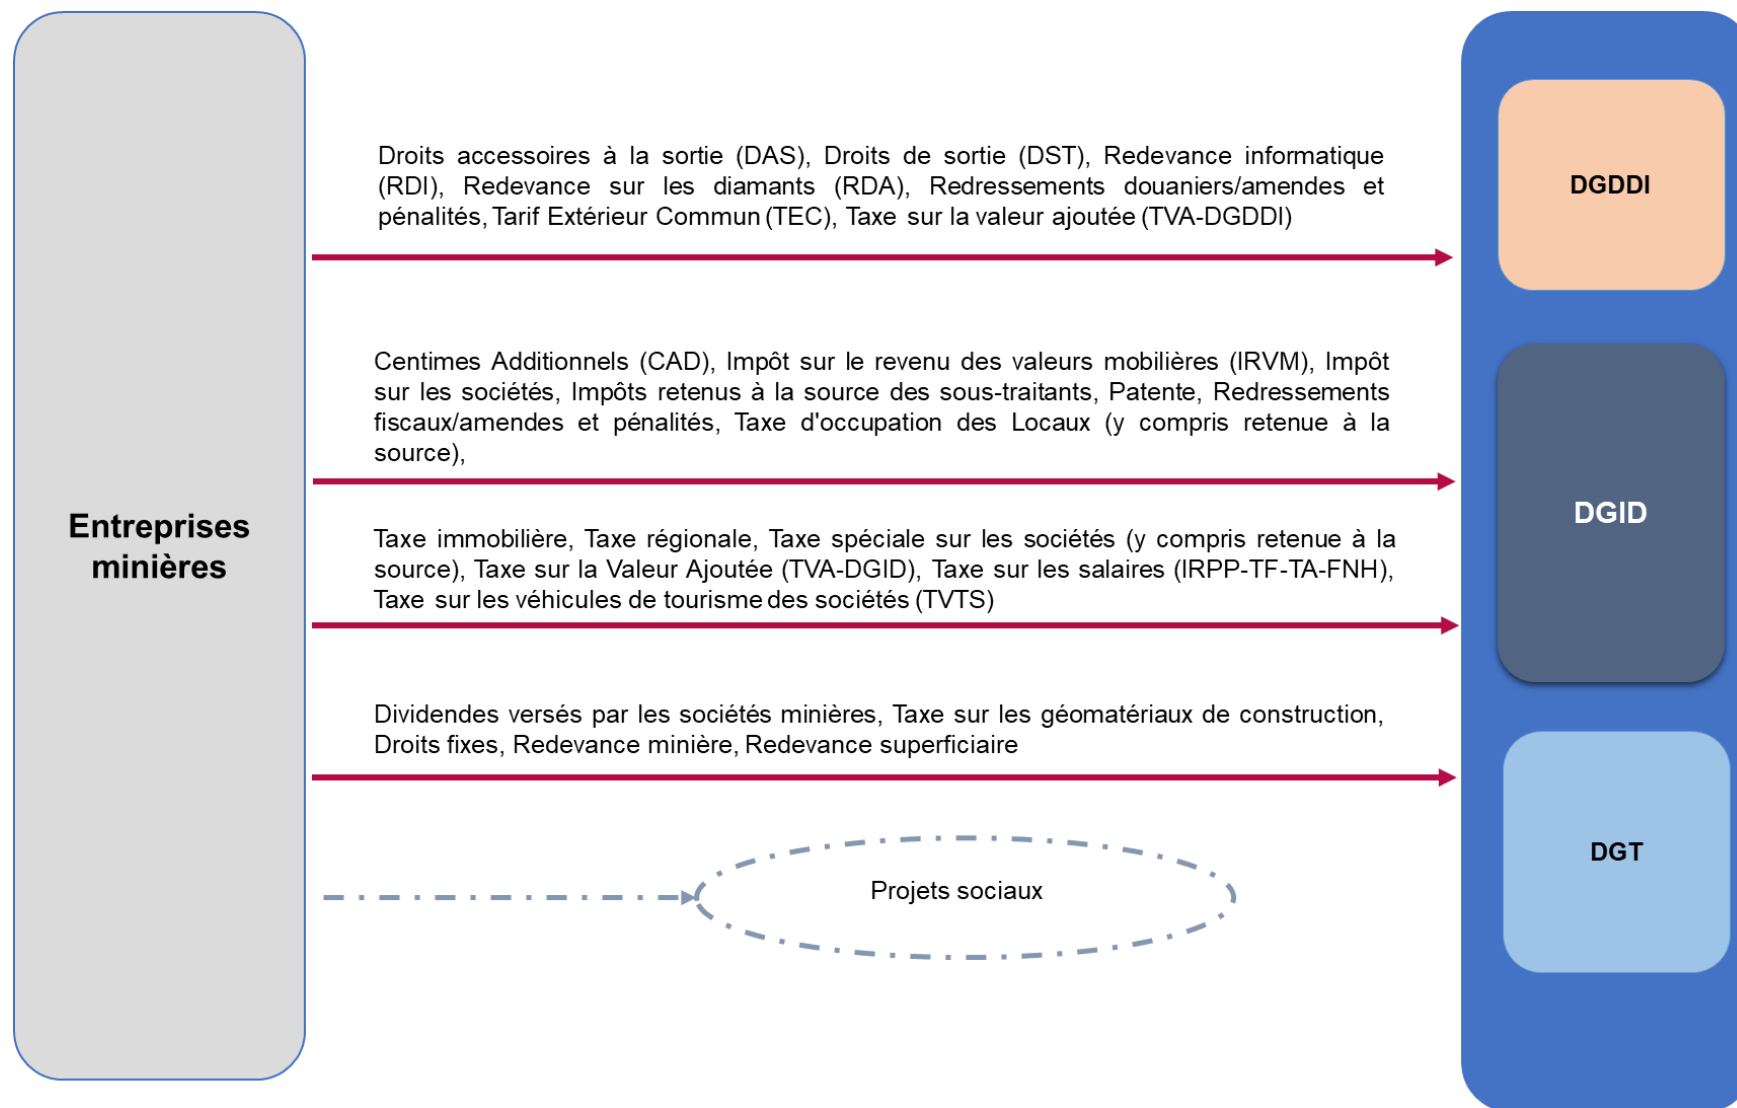 Droits accessoires à la sortie (DAS), Droits de sortie (DST), Redevance informatique
(RDI), Redevance sur les diamants (RDA), Redressements douaniers/amendes et
pénalités, Tarif Extérieur Commun (TEC), Taxe sur la valeur ajoutée (TVA-DGDDI)
DGDDI
Centimes Additionnels (CAD), Impôt sur le revenu des valeurs mobilières (IRVM), Impôt
sur les sociétés, Impôts retenus à la source des sous-traitants, Patente, Redressements
fiscaux/amendes et pénalités, Taxe d'occupation des Locaux (y compris retenue à la
source),
Entreprises
minières
DGID
Taxe immobilière, Taxe régionale, Taxe spéciale sur les sociétés (y compris retenue à la
source), Taxe sur la Valeur Ajoutée (TVA-DGID), Taxe sur les salaires (IRPP-TF-TA-FNH),
Taxe sur les véhicules de tourisme des sociétés (TVTS)
Dividendes versés par les sociétés minières, Taxe sur les géomatériaux de construction,
Droits fixes, Redevance minière, Redevance superficiaire
DGT
Projets sociaux